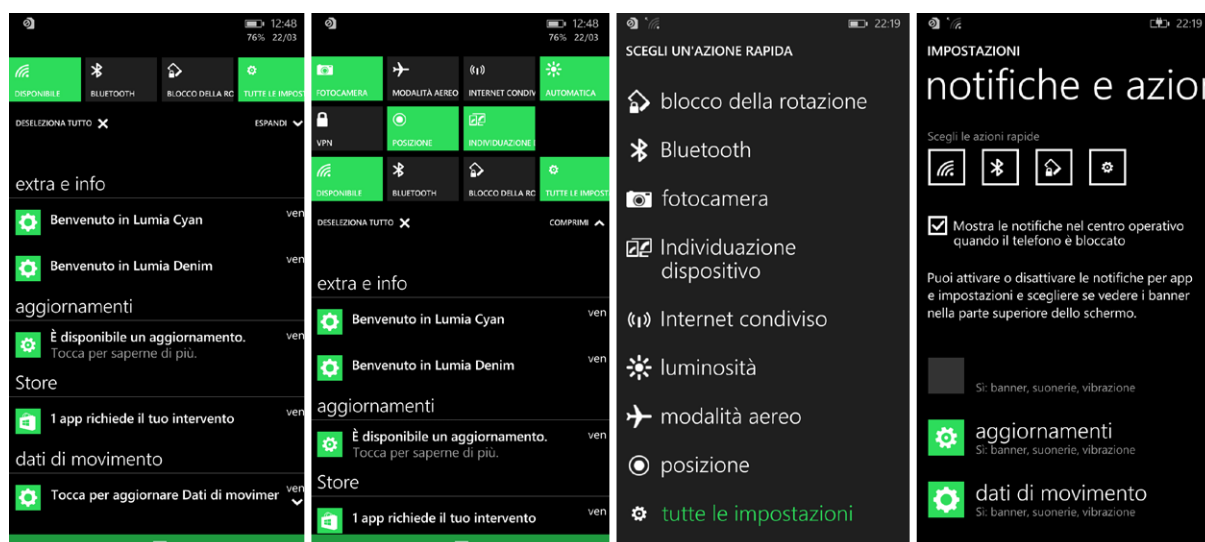 12:48
76% 22/03
DISPONIBILE
BLUETOOTH
BLOCCO DELLA RO
TUTTE LE IMPOS
DESELEZIONA TUTTO
ESPANDI
extra e info
Benvenuto in Lumia Cyan
ven
Benvenuto in Lumia Denim
ven
aggiornamenti
È disponibile un aggiornamento.
ven
Tocca per saperne di più.
Store
1 app richiede il tuo intervento
ven
dati di movimento
Tocca per aggiornare Dati di movimer
ven
12:48
76% 22/03
FOTOCAMERA
MODALITÀ AEREO
INTERNET CONDIV
AUTOMATICA
VPN
POSIZIONE
INDIVIDUAZIONE
DISPONIBILE
BLUETOOTH
BLOCCO DELLA RO
TUTTE LE IMPOST
DESELEZIONA TUTTO
COMPRIMI
extra e info
Benvenuto in Lumia Cyan
ven
Benvenuto in Lumia Denim
ven
aggiornamenti
È disponibile un aggiornamento.
ven
Tocca per saperne di più.
Store
1 app richiede il tuo intervento
ven
22:19
SCEGLI UN'AZIONE RAPIDA
blocco della rotazione
Bluetooth
fotocamera
Individuazione
dispositivo
Internet condiviso
luminosità
modalità aereo
posizione
tutte le impostazioni
22:19
IMPOSTAZIONI
notifiche e azio
Scegli le azioni rapide
Mostra le notifiche nel centro operativo
quando il telefono è bloccato
Puoi attivare o disattivare le notifiche per app
e impostazioni e scegliere se vedere i banner
nella parte superiore dello schermo.
Sì: banner, suonerie, vibrazione
aggiornamenti
Sì: banner, suonerie, vibrazione
dati di movimento
Sì: banner, suonerie, vibrazione